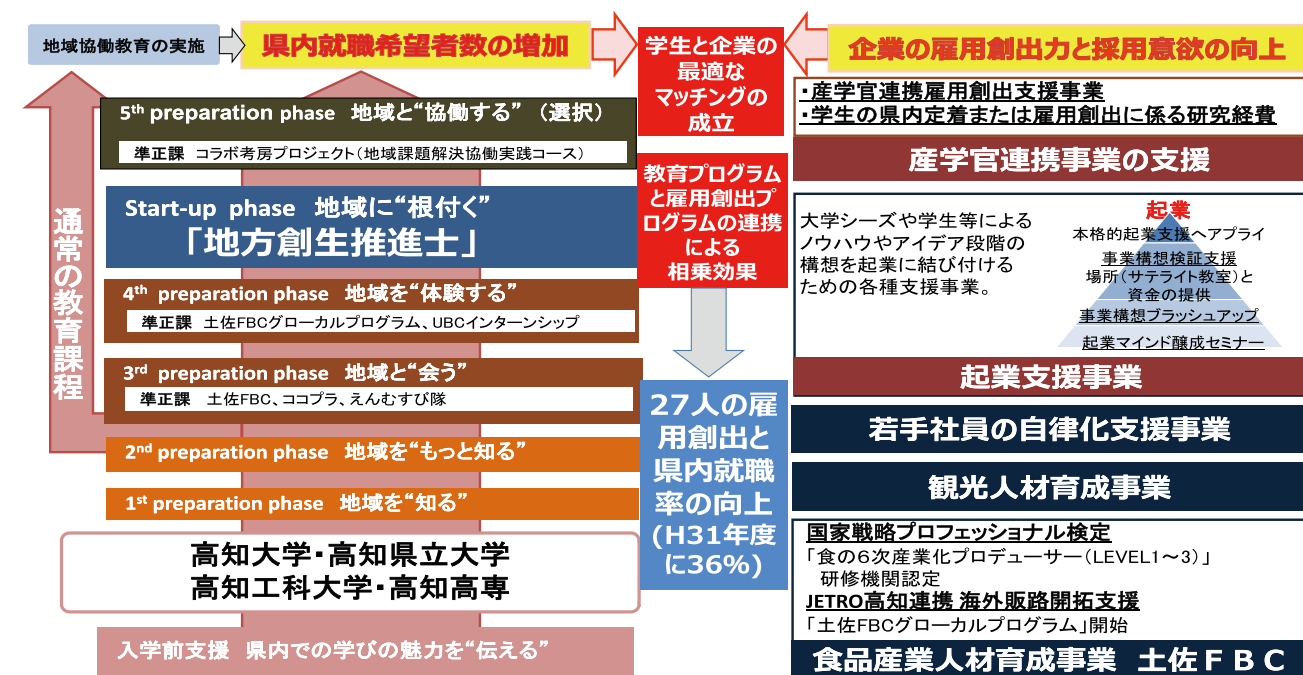 地域協働教育の実施
県内就職希望者数の増加
学生と企業の
最適な
マッチングの
成立
企業の雇用創出力と採用意欲の向上
5th preparation phase 地域と“協働する” （選択）
準正課 コラボ考房プロジェクト（地域課題解決協働実践コース）
Start-up phase 地域に“根付く”
「地方創生推進士」
4th preparation phase 地域を“体験する”
準正課 土佐FBCグローカルプログラム、UBCインターンシップ
3rd preparation phase 地域と“会う”
準正課 土佐FBC、ココプラ、えんむすび隊
2nd preparation phase 地域を“もっと知る”
1st preparation phase 地域を“知る”
通常の教育課程
高知大学・高知県立大学
高知工科大学・高知高専
入学前支援 県内での学びの魅力を“伝える”
教育プログラム
と雇用創出プ
ログラムの連携
による
相乗効果
27人の雇
用創出と
県内就職
率の向上
(H31年度
に36%)
・産学官連携雇用創出支援事業
・学生の県内定着または雇用創出に係る研究経費
産学官連携事業の支援
大学シーズや学生等による
ノウハウやアイデア段階の
構想を起業に結び付ける
ための各種支援事業。
起業
本格的起業支援へアプライ
事業構想検証支援
場所（サテライト教室）と
資金の提供
事業構想ブラッシュアップ
起業マインド醸成セミナー
起業支援事業
若手社員の自律化支援事業
観光人材育成事業
国家戦略プロフェッショナル検定
「食の６次産業化プロデューサー（LEVEL1～3）」
研修機関認定
JETRO高知連携 海外販路開拓支援
「土佐FBCグローカルプログラム」開始
食品産業人材育成事業 土佐ＦＢＣ